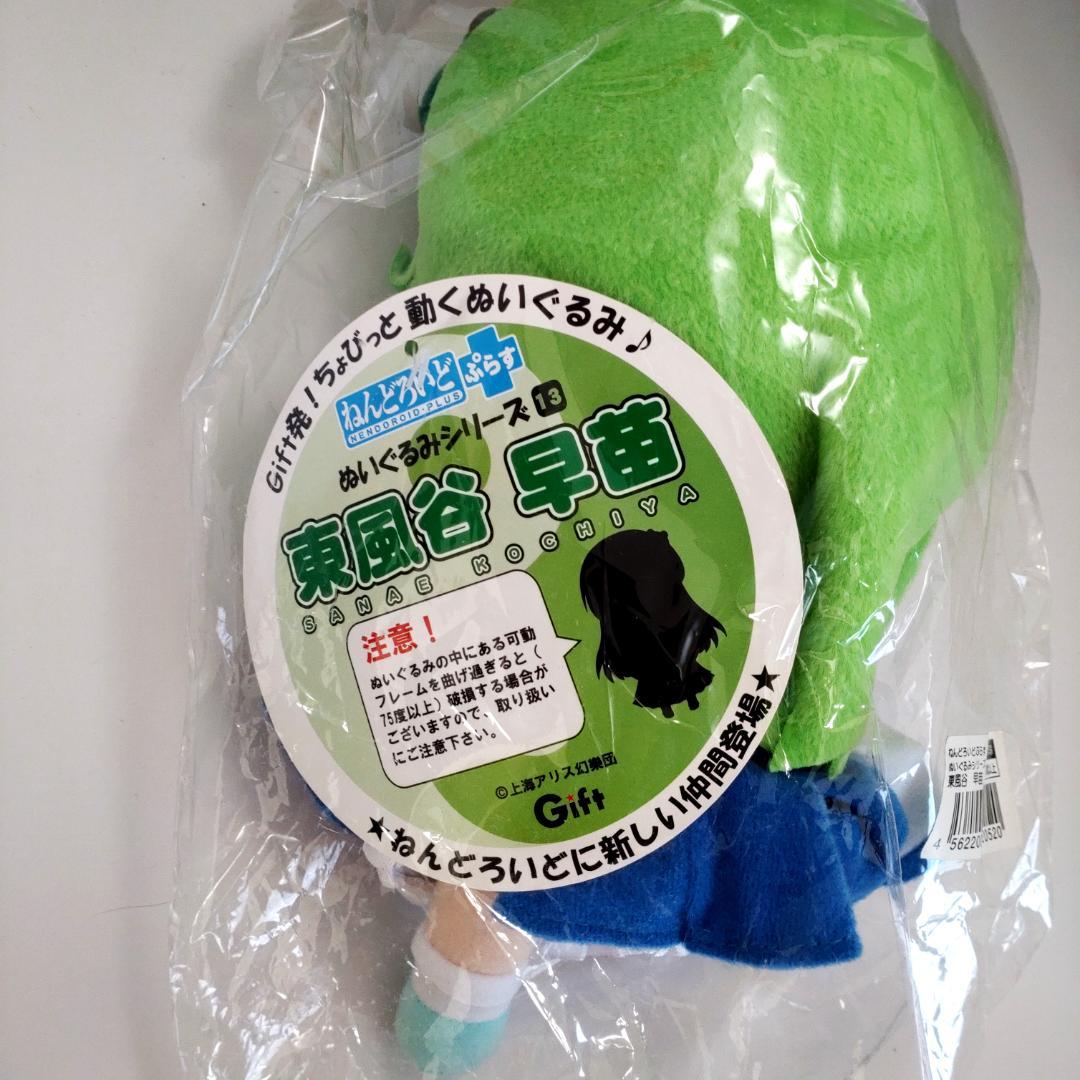 Gift発！ちょびっと動くぬいぐるみ♪
ねんどろいど ぷらす
NENDOROID・PLUS
ぬいぐるみシリーズ 13
東風谷 早苗
SANAE KOCHIYA
注意！
ぬいぐるみの中にある可動
フレームを曲げ過ぎると（
75度以上）破損する場合が
ございますので、取り扱い
にご注意下さい。
©上海アリス幻樂団
Gift
★ねんどろいどに新しい仲間登場★
ねんどろいどぷらす
ぬいぐるみシリーズ
東風谷 早苗
以上